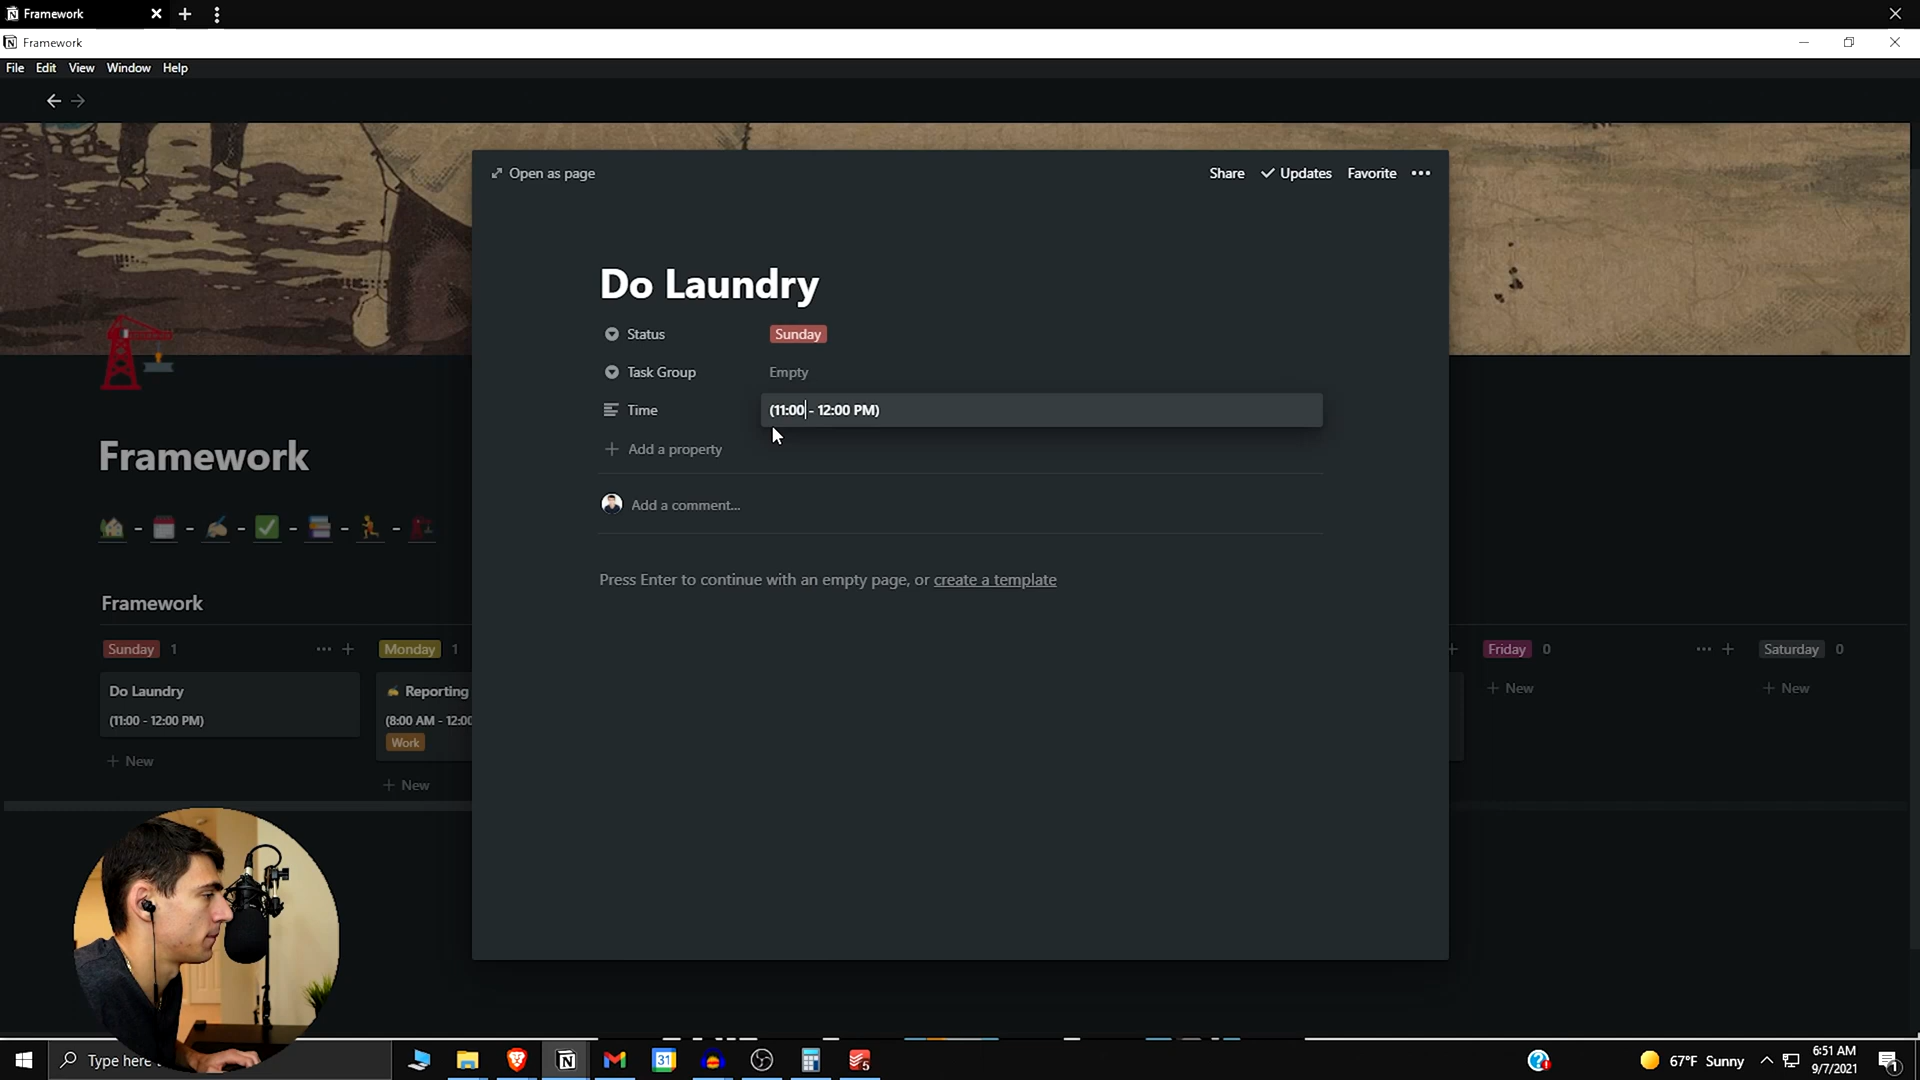 Framework
Framework
File Edit View Window Help
Open as page
Share Updates Favorite
Do Laundry
Status Sunday
Task Group Empty
Time (11:00 - 12:00 PM)
Add a property
Add a comment...
Press Enter to continue with an empty page, or create a template
Framework
Framework
Sunday 1
Monday 1
Friday 0
Saturday 0
Do Laundry
(11:00 - 12:00 PM)
+ New
Reporting
(8:00 AM - 12:00
Work
+ New
+ New
+ New
Type here
31
5
67°F Sunny
6:51 AM
9/7/2021
1